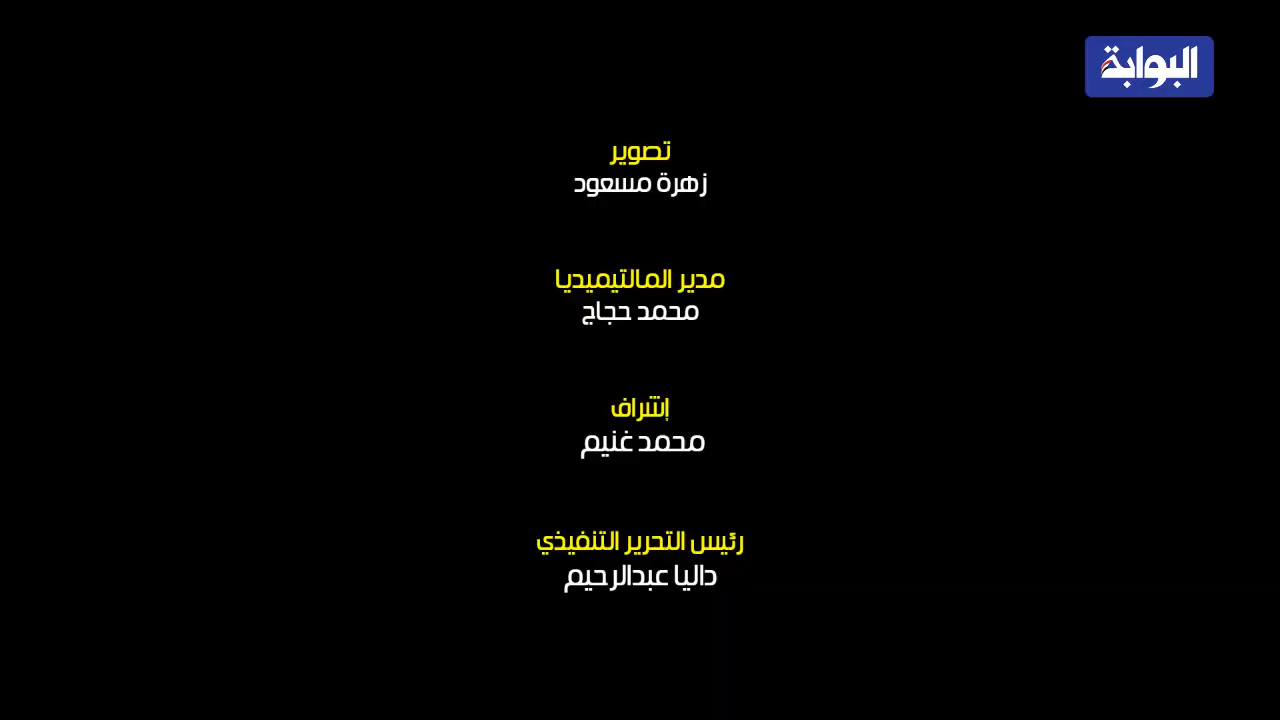 البوابة
تصوير
زهرة مسعود
مدير المالتيميديا
محمد حجاج
إشراف
محمد غنيم
رئيس التحرير التنفيذي
داليا عبدالرحيم